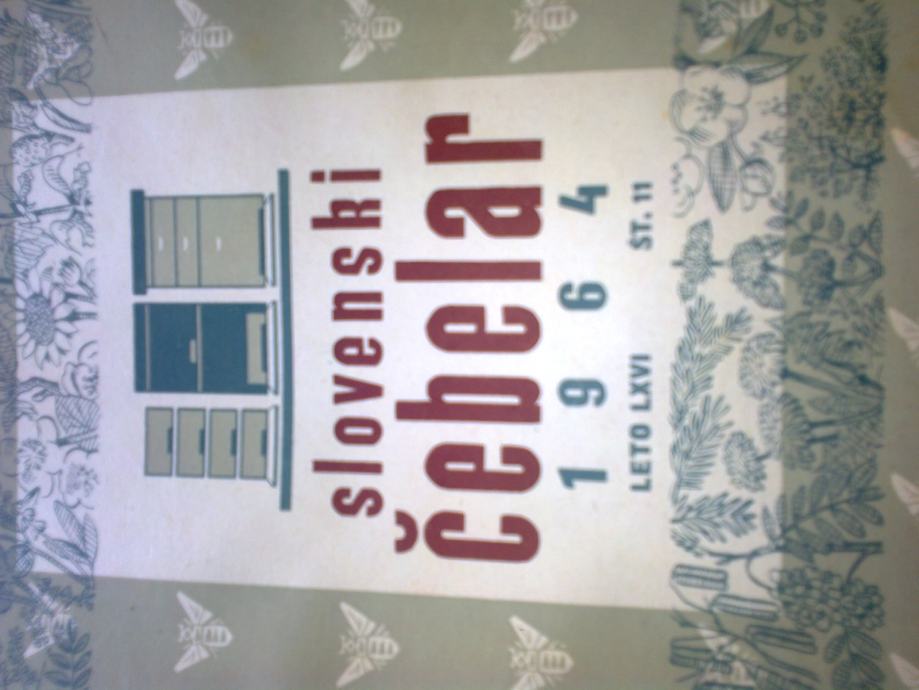 slovenski
čebelar
1964
LETO LXVI ŠT. 11